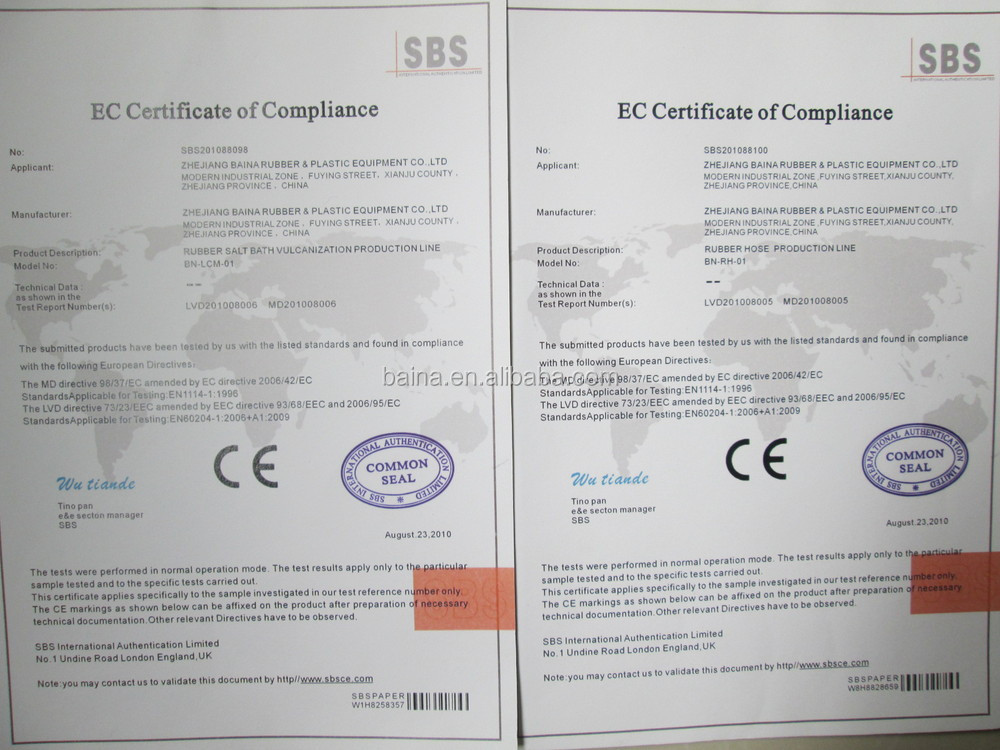 SBS
INTERNATIONAL AUTHENTICATION LIMITED
EC Certificate of Compliance
No: SBS201088098
Applicant: ZHEJIANG BAINA RUBBER & PLASTIC EQUIPMENT CO.,LTD
MODERN INDUSTRIAL ZONE , FUYING STREET, XIANJU COUNTY ,
ZHEJIANG PROVINCE , CHINA
Manufacturer: ZHEJIANG BAINA RUBBER & PLASTIC EQUIPMENT CO.,LTD
MODERN INDUSTRIAL ZONE , FUYING STREET, XIANJU COUNTY ,
ZHEJIANG PROVINCE , CHINA
Product Description: RUBBER SALT BATH VULCANIZATION PRODUCTION LINE
Model No: BN-LCM-01
Technical Data : --
as shown in the
Test Report Number(s): LVD201008006 MD201008006
The submitted products have been tested by us with the listed standards and found in compliance
with the following European Directives:
The MD directive 98/37/EC amended by EC directive 2006/42/EC
StandardsApplicable for Testing:EN1114-1:1996
The LVD directive 73/23/EEC amended by EEC directive 93/68/EEC and 2006/95/EC
StandardsApplicable for Testing:EN60204-1:2006+A1:2009
CE
SBS INTERNATIONAL AUTHENTICATION LIMITED
COMMON
SEAL
Wu tiande
Tino pan
e&e secton manager
SBS
August.23,2010
The tests were performed in normal operation mode. The test results apply only to the particular
sample tested and to the specific tests carried out.
This certificate applies specifically to the sample investigated in our test reference number only.
The CE markings as shown below can be affixed on the product after preparation of necessary
technical documentation.Other relevant Directives have to be observed.
SBS International Authentication Limited
No.1 Undine Road London England,UK
Note:you may contact us to validate this document by http//www.sbsce.com
SBSPAPER
W1H8258357
SBS
INTERNATIONAL AUTHENTICATION LIMITED
EC Certificate of Compliance
No: SBS201088100
Applicant: ZHEJIANG BAINA RUBBER & PLASTIC EQUIPMENT CO.,LTD
MODERN INDUSTRIAL ZONE , FUYING STREET,XIANJU COUNTY,
ZHEJIANG PROVINCE,CHINA
Manufacturer: ZHEJIANG BAINA RUBBER & PLASTIC EQUIPMENT CO.,LTD
MODERN INDUSTRIAL ZONE , FUYING STREET,XIANJU COUNTY,
ZHEJIANG PROVINCE,CHINA
Product Description: RUBBER HOSE PRODUCTION LINE
Model No: BN-RH-01
Technical Data : --
as shown in the
Test Report Number(s): LVD201008005 MD201008005
The submitted products have been tested by us with the listed standards and found in compliance
with the following European Directives:
The MD directive 98/37/EC amended by EC directive 2006/42/EC
StandardsApplicable for Testing:EN1114-1:1996
The LVD directive 73/23/EEC amended by EEC directive 93/68/EEC and 2006/95/EC
StandardsApplicable for Testing:EN60204-1:2006+A1:2009
CE
SBS INTERNATIONAL AUTHENTICATION LIMITED
COMMON
SEAL
Wu tiande
Tino pan
e&e secton manager
SBS
August.23,2010
The tests were performed in normal operation mode. The test results apply only to the particular
sample tested and to the specific tests carried out.
This certificate applies specifically to the sample investigated in our test reference number only.
The CE markings as shown below can be affixed on the product after preparation of necessary
technical documentation.Other relevant Directives have to be observed.
SBS International Authentication Limited
No.1 Undine Road London England,UK
Note:you may contact us to validate this document by http//www.sbsce.com
SBSPAPER
W8H8828659
baina.en.alibaba.com